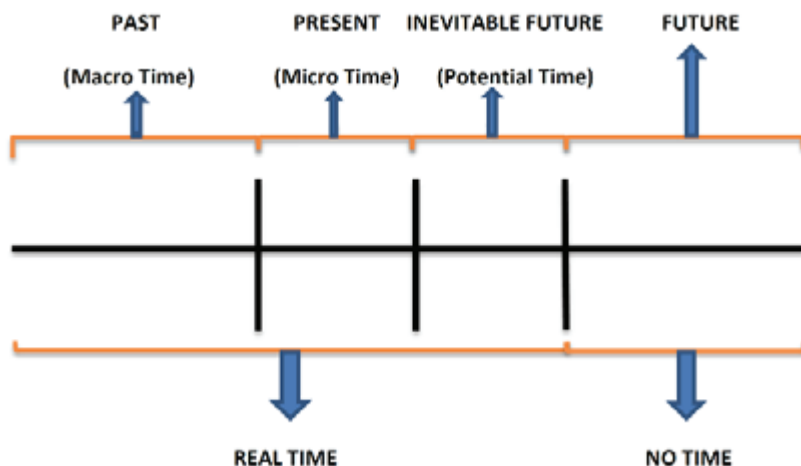 PAST PRESENT INEVITABLE FUTURE FUTURE
(Macro Time) (Micro Time) (Potential Time)
REAL TIME NO TIME